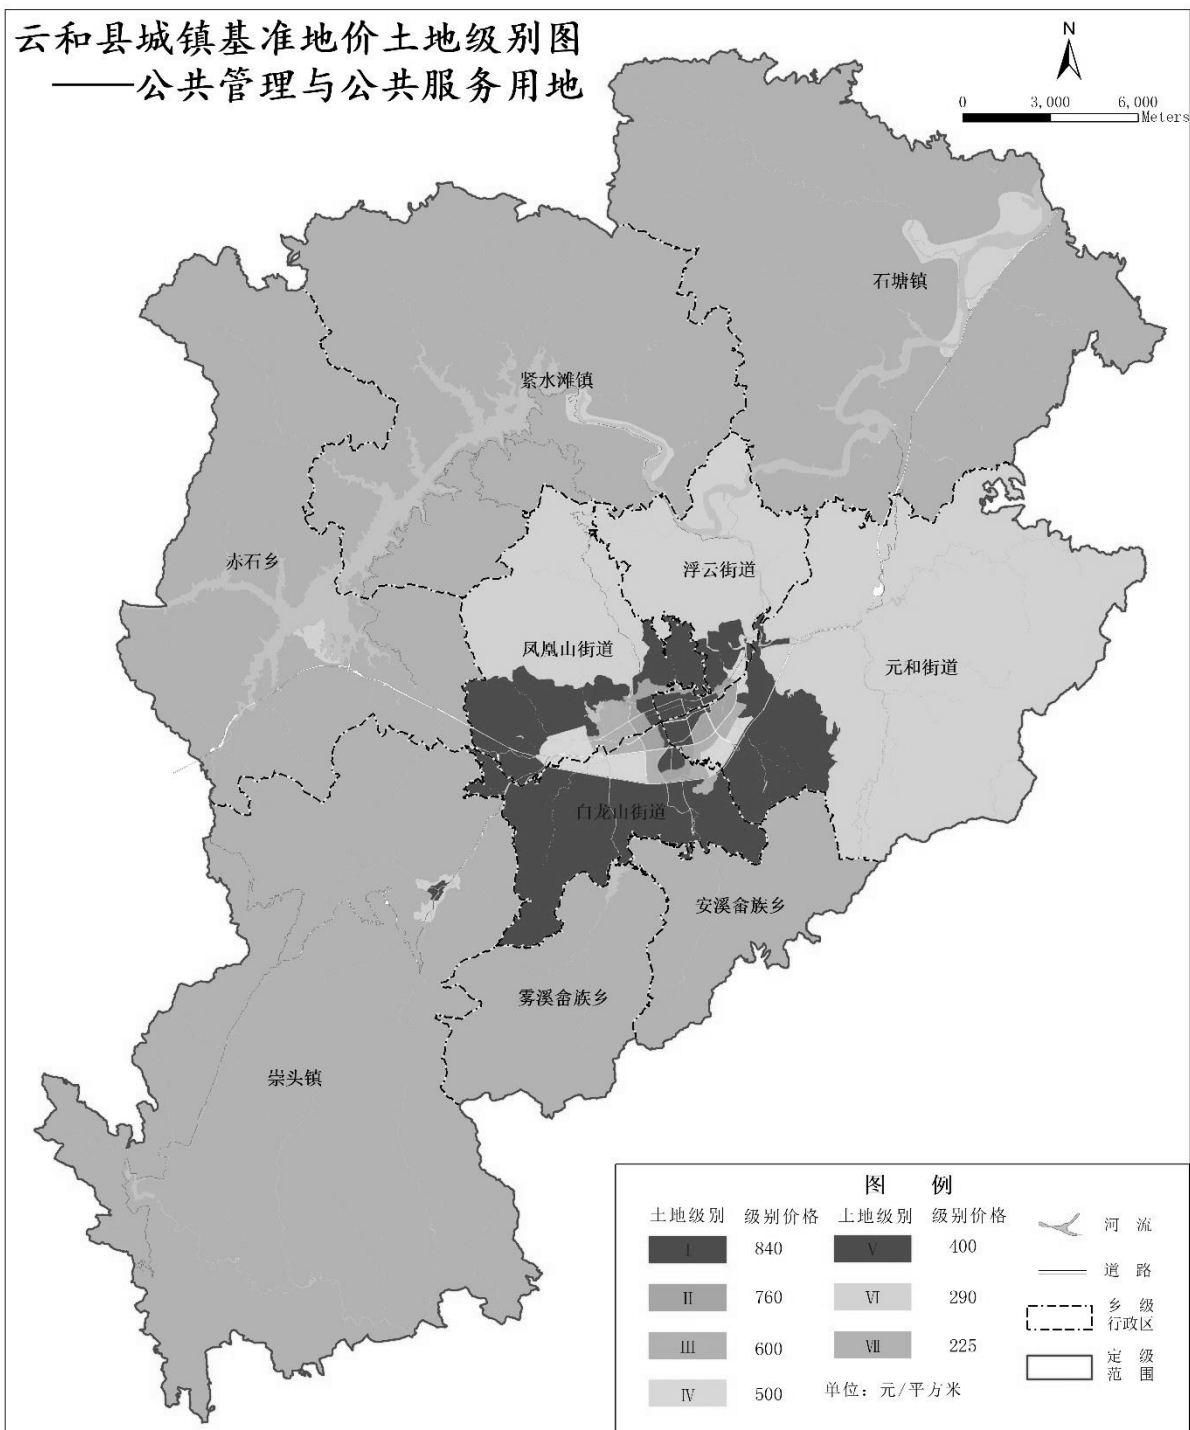 云和县城镇基准地价土地级别图
——公共管理与公共服务用地
N
0 3,000 6,000
Meters
石塘镇
紧水滩镇
赤石乡
浮云街道
凤凰山街道
元和街道
白龙山街道
安溪畲族乡
雾溪畲族乡
崇头镇
图 例
土地级别 级别价格 土地级别 级别价格
I 840 V 400 河 流
道 路
II 760 VI 290 乡 级
行政区
III 600 VII 225 定 级
范 围
IV 500 单位：元/平方米